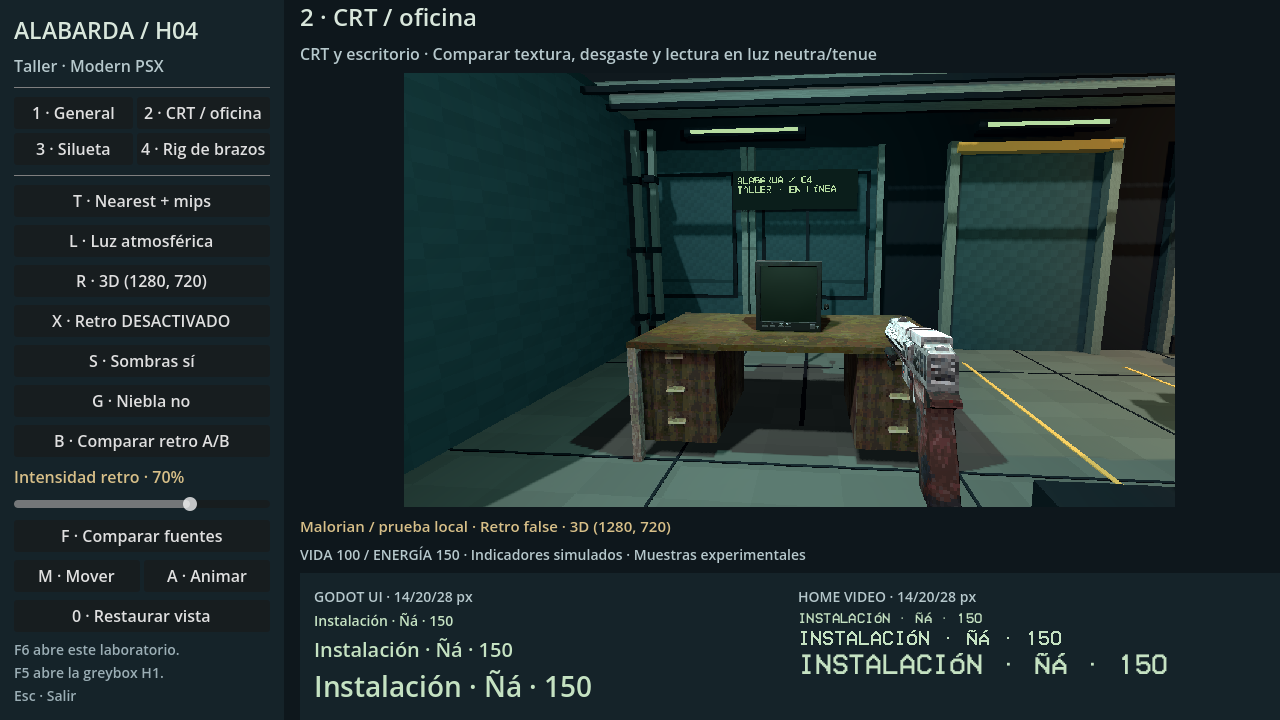 ALABARDA / H04
Taller · Modern PSX
1 · General
2 · CRT / oficina
3 · Silueta
4 · Rig de brazos
T · Nearest + mips
L · Luz atmosférica
R · 3D (1280, 720)
X · Retro DESACTIVADO
S · Sombras sí
G · Niebla no
B · Comparar retro A/B
Intensidad retro · 70%
F · Comparar fuentes
M · Mover
A · Animar
0 · Restaurar vista
F6 abre este laboratorio.
F5 abre la greybox H1.
Esc · Salir
2 · CRT / oficina
CRT y escritorio · Comparar textura, desgaste y lectura en luz neutra/tenue
TALLER · EN LÍNEA
Malorian / prueba local · Retro false · 3D (1280, 720)
VIDA 100 / ENERGÍA 150 · Indicadores simulados · Muestras experimentales
GODOT UI · 14/20/28 px
Instalación · Ñá · 150
Instalación · Ñá · 150
Instalación · Ñá · 150
HOME VIDEO · 14/20/28 px
INSTALACIóN · Ñá · 150
INSTALACIóN · Ñá · 150
INSTALACIóN · Ñá · 150